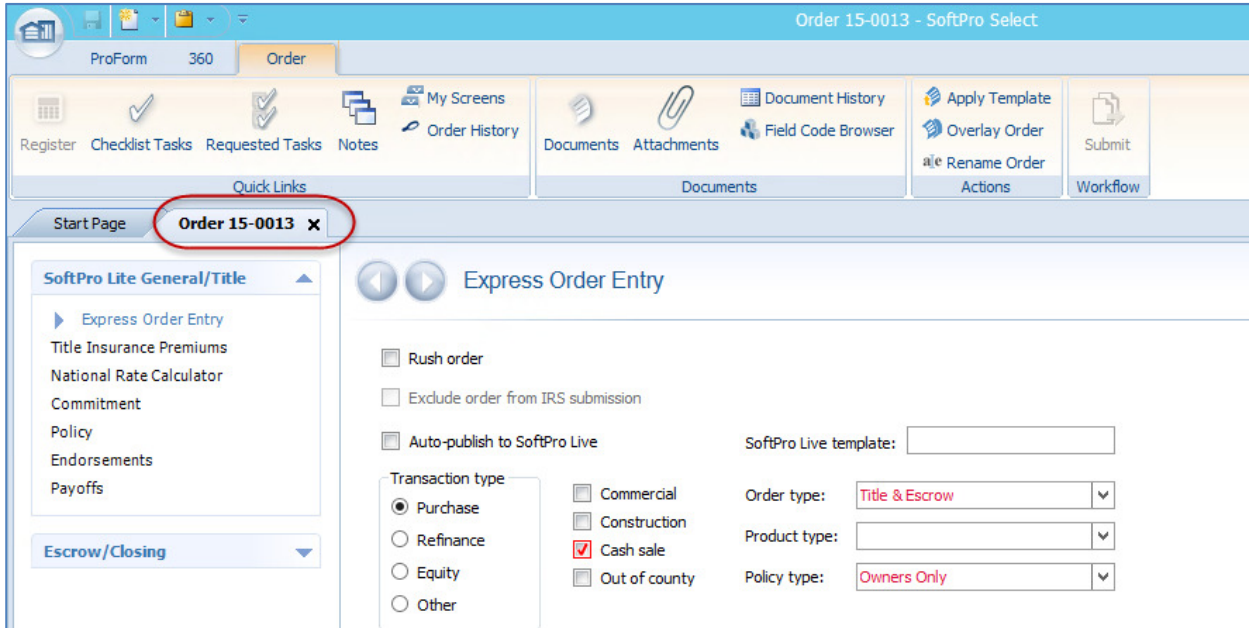 Order 15-0013 - SoftPro Select
ProForm 360 Order
Register Checklist Tasks Requested Tasks Notes
My Screens
Order History
Quick Links
Documents Attachments
Document History
Field Code Browser
Documents
Apply Template
Overlay Order
a|e Rename Order
Actions
Submit
Workflow
Start Page Order 15-0013 x
SoftPro Lite General/Title
Express Order Entry
Title Insurance Premiums
National Rate Calculator
Commitment
Policy
Endorsements
Payoffs
Escrow/Closing
Express Order Entry
Rush order
Exclude order from IRS submission
Auto-publish to SoftPro Live
SoftPro Live template:
Transaction type
Purchase
Refinance
Equity
Other
Commercial
Construction
Cash sale
Out of county
Order type: Title & Escrow
Product type:
Policy type: Owners Only